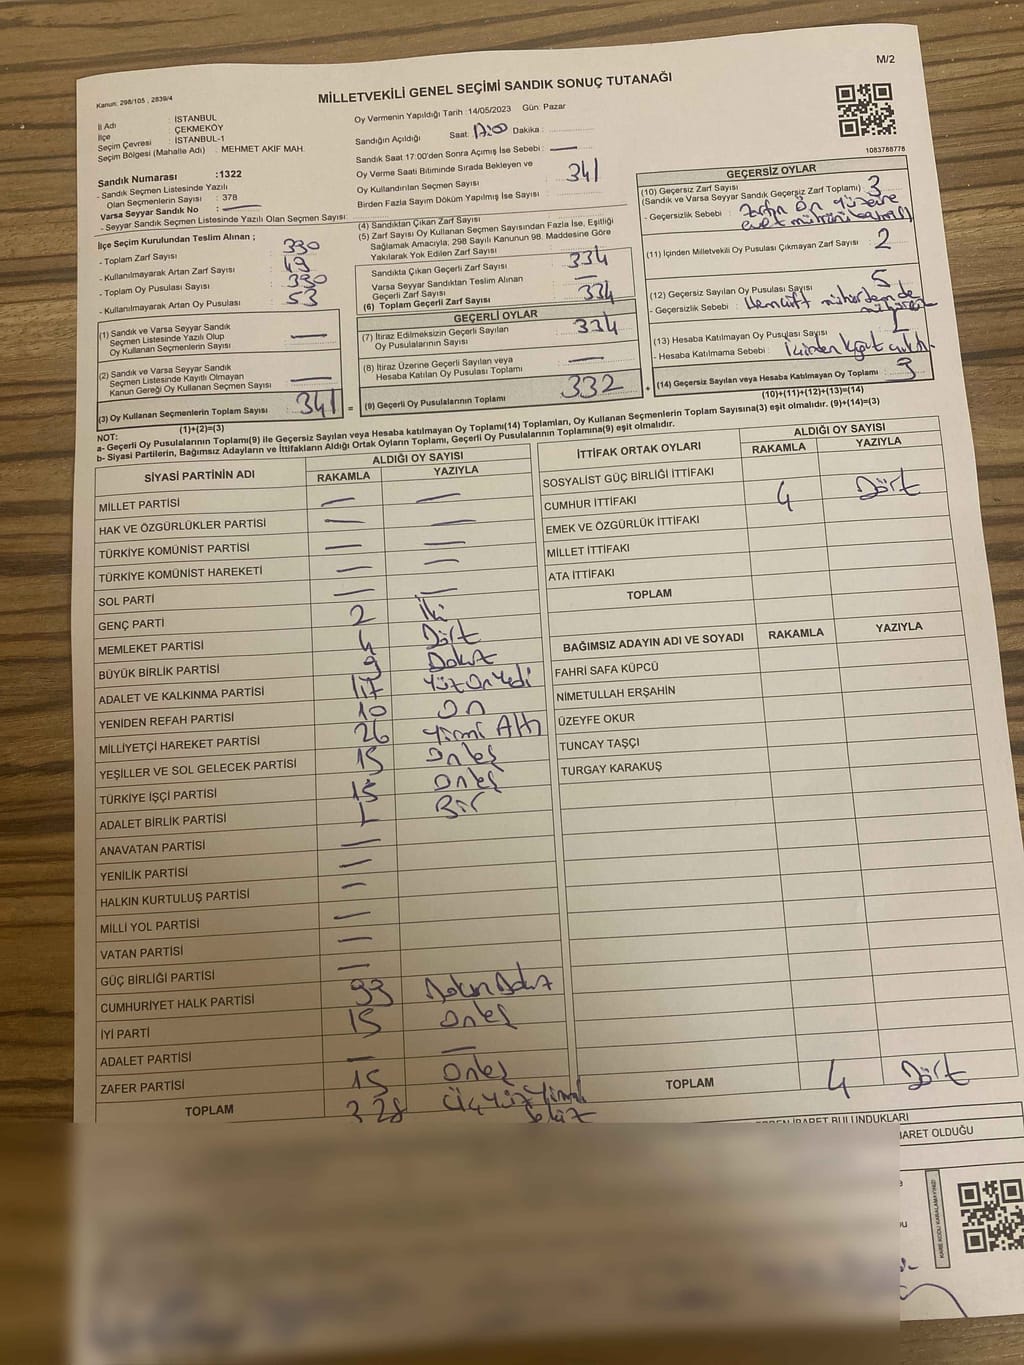 M/2
Kanun: 298/105 , 2839/4
MİLLETVEKİLİ GENEL SEÇİMİ SANDIK SONUÇ TUTANAĞI
İl Adı : İSTANBUL
İlçe : ÇEKMEKÖY
Seçim Çevresi : İSTANBUL-1
Seçim Bölgesi (Mahalle Adı) : MEHMET AKİF MAH.
Sandık Numarası :1322
- Sandık Seçmen Listesinde Yazılı
Olan Seçmenlerin Sayısı : 378
Varsa Seyyar Sandık No : —
- Seyyar Sandık Seçmen Listesinde Yazılı Olan Seçmen Sayısı:
İlçe Seçim Kurulundan Teslim Alınan ;
- Toplam Zarf Sayısı : 330
- Kullanılmayarak Artan Zarf Sayısı : 49
- Toplam Oy Pusulası Sayısı : 330
- Kullanılmayarak Artan Oy Pusulası : 53
(1) Sandık ve Varsa Seyyar Sandık
Seçmen Listesinde Yazılı Olup
Oy Kullanan Seçmenlerin Sayısı : —
(2) Sandık ve Varsa Seyyar Sandık
Seçmen Listesinde Kayıtlı Olmayan
Kanun Gereği Oy Kullanan Seçmen Sayısı : —
(3) Oy Kullanan Seçmenlerin Toplam Sayısı : 341 =
(1)+(2)=(3)
Oy Vermenin Yapıldığı Tarih :14/05/2023 Gün: Pazar
Sandığın Açıldığı Saat: Dakika :
Sandık Saat 17:00'den Sonra Açımış İse Sebebi : —
Oy Verme Saati Bitiminde Sırada Bekleyen ve
Oy Kullandırılan Seçmen Sayısı : 341
Birden Fazla Sayım Döküm Yapılmış İse Sayısı :
(4) Sandıktan Çıkan Zarf Sayısı
(5) Zarf Sayısı Oy Kullanan Seçmen Sayısından Fazla İse, Eşitliği
Sağlamak Amacıyla; 298 Sayılı Kanunun 98. Maddesine Göre
Yakılarak Yok Edilen Zarf Sayısı
Sandıkta Çıkan Geçerli Zarf Sayısı : 334
Varsa Seyyar Sandıktan Teslim Alınan
Geçerli Zarf Sayısı : —
(6) Toplam Geçerli Zarf Sayısı : 334
GEÇERLİ OYLAR
(7) İtiraz Edilmeksizin Geçerli Sayılan
Oy Pusulalarının Sayısı : 334
(8) İtiraz Üzerine Geçerli Sayılan veya
Hesaba Katılan Oy Pusulası Toplamı : —
(9) Geçerli Oy Pusulalarının Toplamı : 332 +
1083788778
GEÇERSİZ OYLAR
(10) Geçersiz Zarf Sayısı
(Sandık ve Varsa Seyyar Sandık Geçersiz Zarf Toplamı) : 3
- Geçersizlik Sebebi : Zarfın Ön Yüzüne
evet
(11) İçinden Milletvekili Oy Pusulası Çıkmayan Zarf Sayısı : 2
(12) Geçersiz Sayılan Oy Pusulası Sayısı : 5
- Geçersizlik Sebebi :
(13) Hesaba Katılmayan Oy Pusulası Sayısı :
- Hesaba Katılmama Sebebi : İçinden
(14) Geçersiz Sayılan veya Hesaba Katılmayan Oy Toplamı : 9
(10)+(11)+(12)+(13)=(14)
NOT:
a- Geçerli Oy Pusulalarının Toplamı(9) ile Geçersiz Sayılan veya Hesaba katılmayan Oy Toplamı(14) Toplamları, Oy Kullanan Seçmenlerin Toplam Sayısına(3) eşit olmalıdır. (9)+(14)=(3)
b- Siyasi Partilerin, Bağımsız Adayların ve İttifakların Aldığı Ortak Oyların Toplamı, Geçerli Oy Pusulalarının Toplamına(9) eşit olmalıdır.
SİYASİ PARTİNİN ADI ALDIĞI OY SAYISI
RAKAMLA YAZIYLA
MİLLET PARTİSİ — —
HAK VE ÖZGÜRLÜKLER PARTİSİ — —
TÜRKİYE KOMÜNİST PARTİSİ — —
TÜRKİYE KOMÜNİST HAREKETİ — —
SOL PARTİ — —
GENÇ PARTİ 2 İki
MEMLEKET PARTİSİ 4 Dört
BÜYÜK BİRLİK PARTİSİ 9 Dokuz
ADALET VE KALKINMA PARTİSİ 117 Yüz On Yedi
YENİDEN REFAH PARTİSİ 10 On
MİLLİYETÇİ HAREKET PARTİSİ 26 Yirmi Altı
YEŞİLLER VE SOL GELECEK PARTİSİ 15 Onbeş
TÜRKİYE İŞÇİ PARTİSİ 15 Onbeş
ADALET BİRLİK PARTİSİ 1 Bir
ANAVATAN PARTİSİ —
YENİLİK PARTİSİ —
HALKIN KURTULUŞ PARTİSİ —
MİLLİ YOL PARTİSİ —
VATAN PARTİSİ —
GÜÇ BİRLİĞİ PARTİSİ —
CUMHURİYET HALK PARTİSİ 99 Doksan Dokuz
İYİ PARTİ 15 Onbeş
ADALET PARTİSİ — —
ZAFER PARTİSİ 15 Onbeş
TOPLAM 328 Üç Yüz Yirmi
Sekiz
İTTİFAK ORTAK OYLARI ALDIĞI OY SAYISI
RAKAMLA YAZIYLA
SOSYALİST GÜÇ BİRLİĞİ İTTİFAKI
CUMHUR İTTİFAKI 4 Dört
EMEK VE ÖZGÜRLÜK İTTİFAKI
MİLLET İTTİFAKI
ATA İTTİFAKI
TOPLAM
BAĞIMSIZ ADAYIN ADI VE SOYADI RAKAMLA YAZIYLA
FAHRİ SAFA KÜPCÜ
NİMETULLAH ERŞAHİN
ÜZEYFE OKUR
TUNCAY TAŞÇI
TURGAY KARAKUŞ
TOPLAM 4 Dört
İBARET BULUNDUKLARI
BARET OLDUĞU
KARE KODU KARALAMAYINIZ!